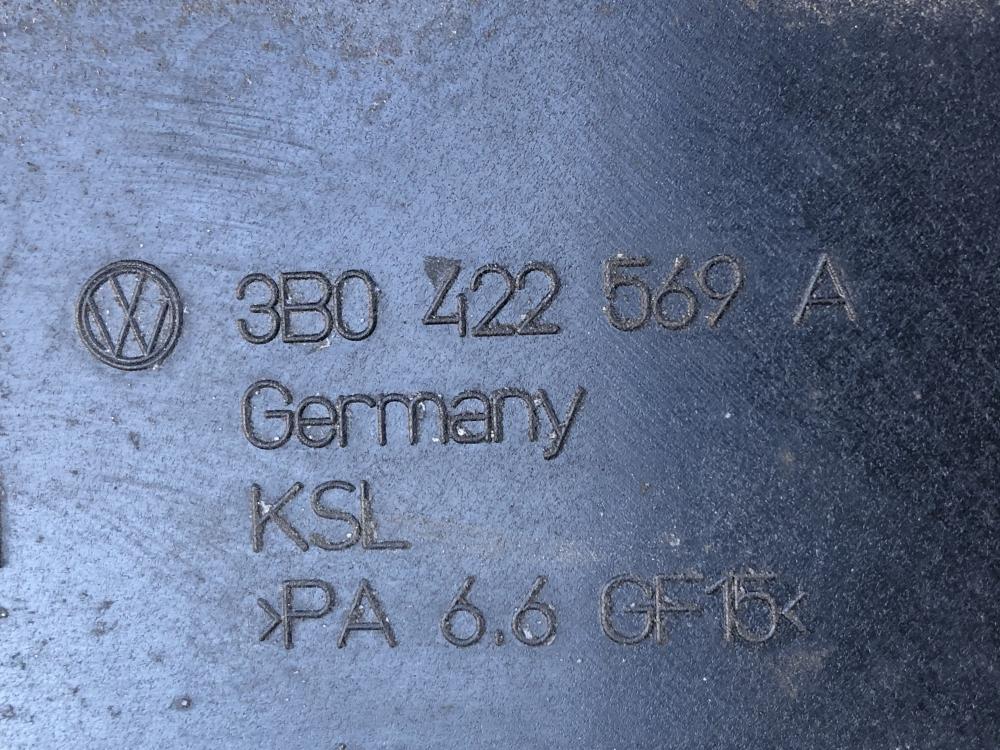 3B0 422 569 A
Germany
KSL
>PA 6.6 GF15<